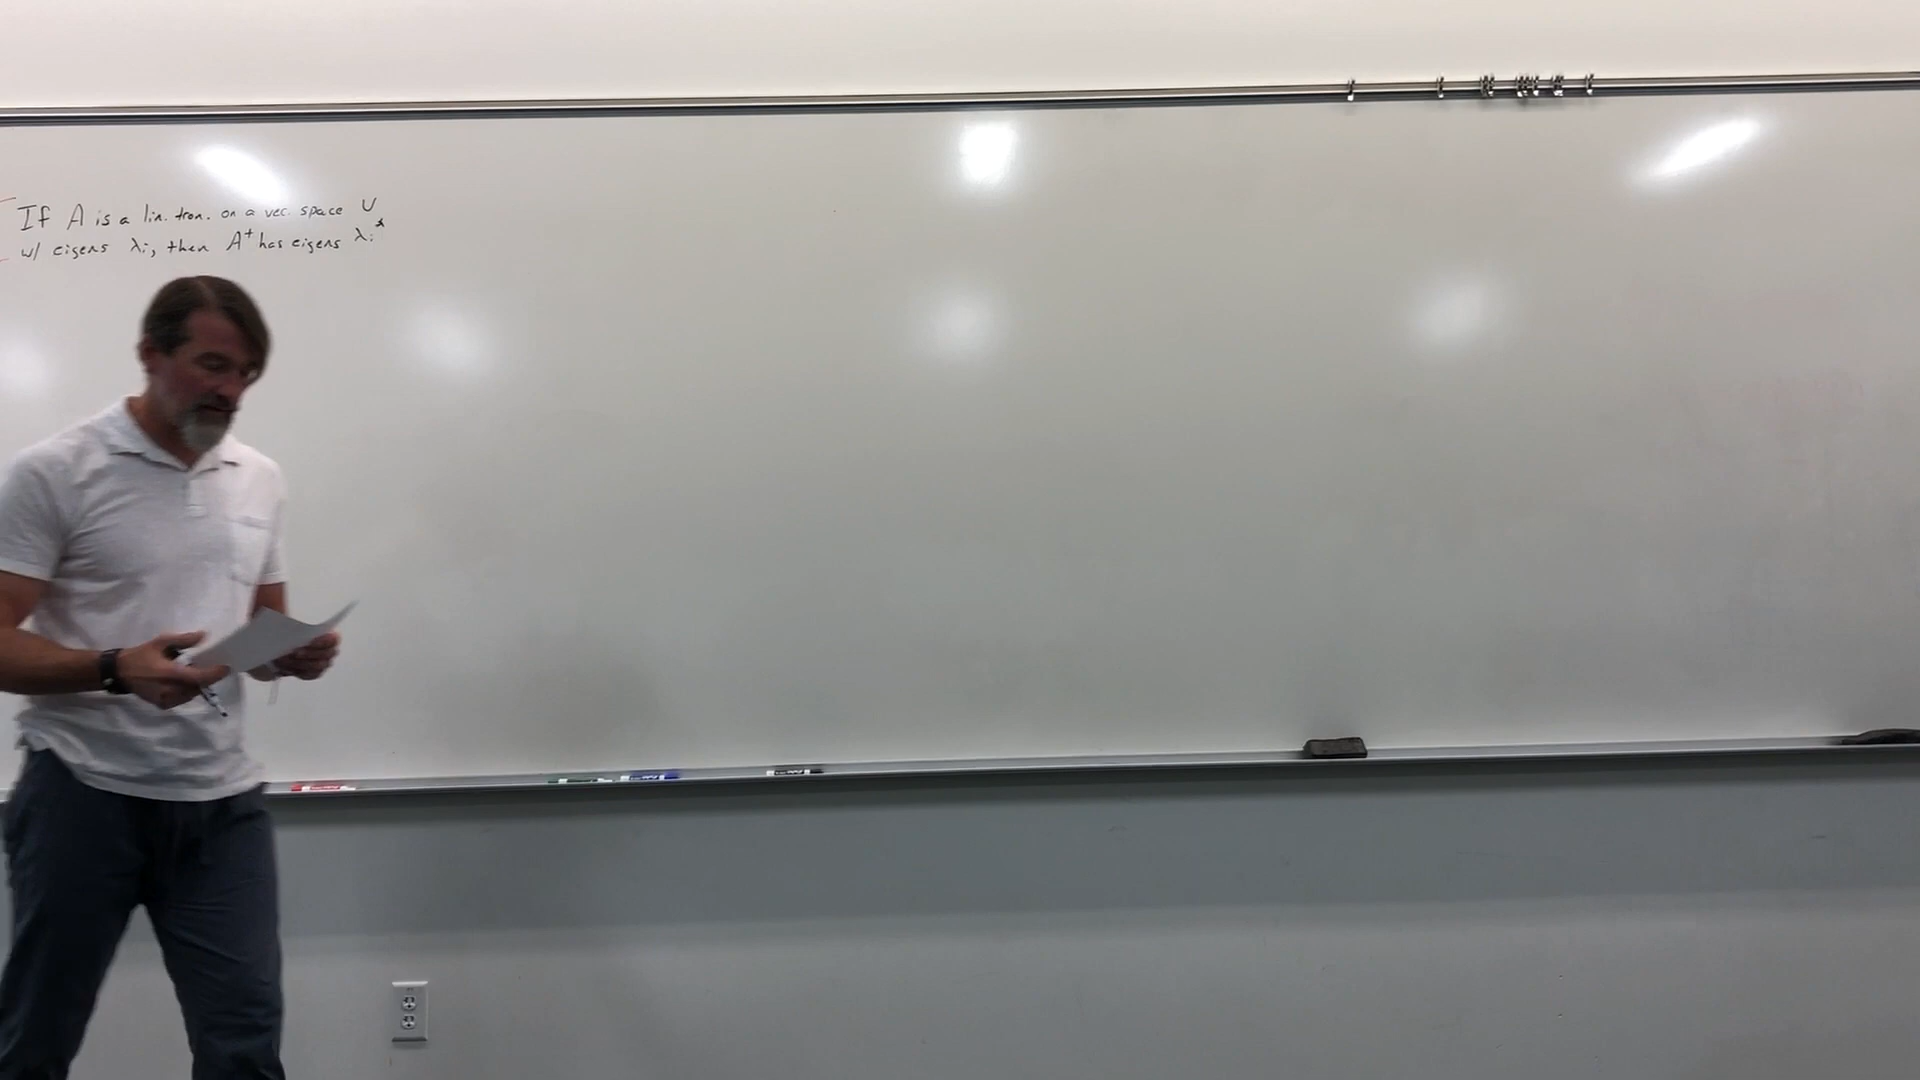 If A is a lin. tran. on a vec. space U
w/ eigens λi, then A† has eigens λi*